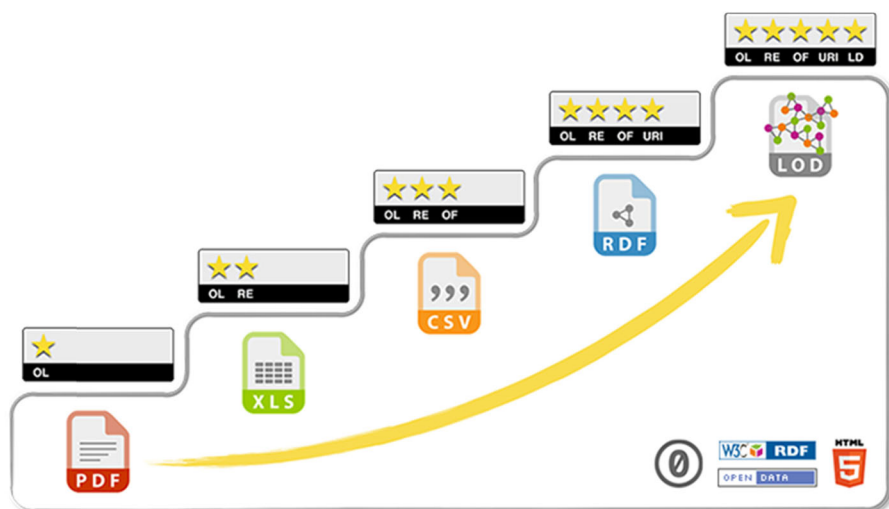 OL RE OF URI LD
LOD
OL RE OF URI
RDF
OL RE OF
CSV
OL RE
XLS
OL
PDF
0
W3C RDF
OPEN DATA
HTML
5